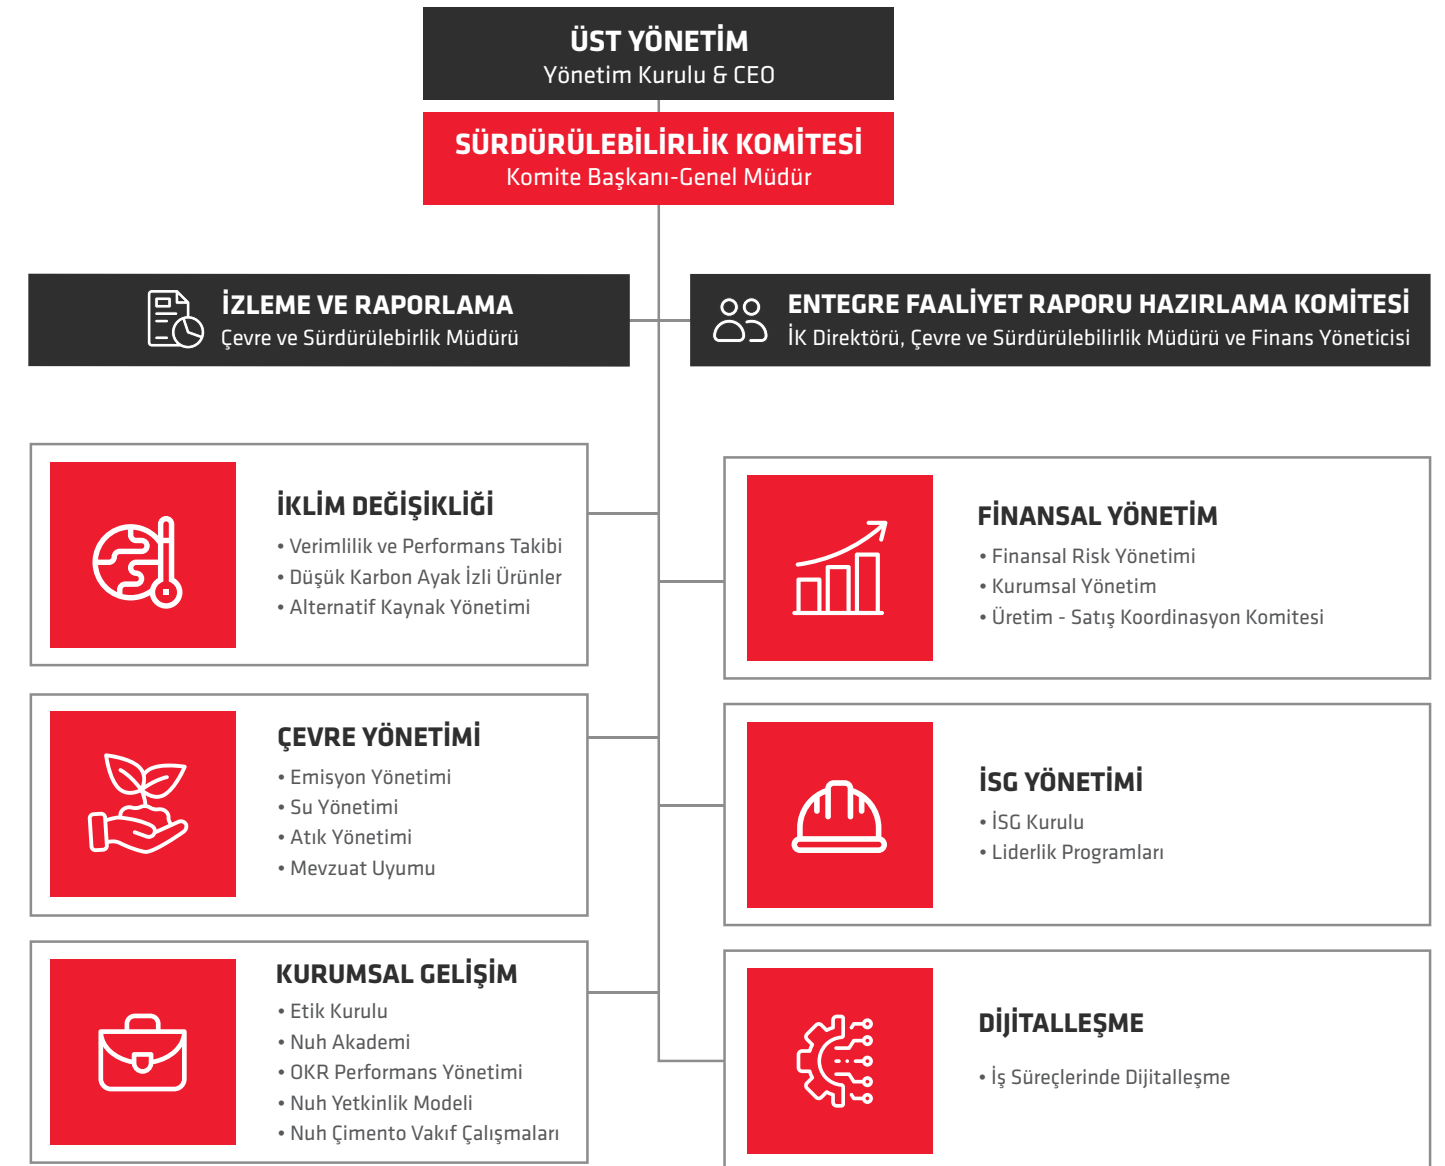 ÜST YÖNETİM
Yönetim Kurulu & CEO
SÜRDÜRÜLEBİLİRLİK KOMİTESİ
Komite Başkanı-Genel Müdür
İZLEME VE RAPORLAMA
Çevre ve Sürdürülebirlik Müdürü
ENTEGRE FAALİYET RAPORU HAZIRLAMA KOMİTESİ
İK Direktörü, Çevre ve Sürdürülebilirlik Müdürü ve Finans Yöneticisi
İKLİM DEĞİŞİKLİĞİ
• Verimlilik ve Performans Takibi
• Düşük Karbon Ayak İzli Ürünler
• Alternatif Kaynak Yönetimi
FİNANSAL YÖNETİM
• Finansal Risk Yönetimi
• Kurumsal Yönetim
• Üretim - Satış Koordinasyon Komitesi
ÇEVRE YÖNETİMİ
• Emisyon Yönetimi
• Su Yönetimi
• Atık Yönetimi
• Mevzuat Uyumu
İSG YÖNETİMİ
• İSG Kurulu
• Liderlik Programları
KURUMSAL GELİŞİM
• Etik Kurulu
• Nuh Akademi
• OKR Performans Yönetimi
• Nuh Yetkinlik Modeli
• Nuh Çimento Vakıf Çalışmaları
DİJİTALLEŞME
• İş Süreçlerinde Dijitalleşme